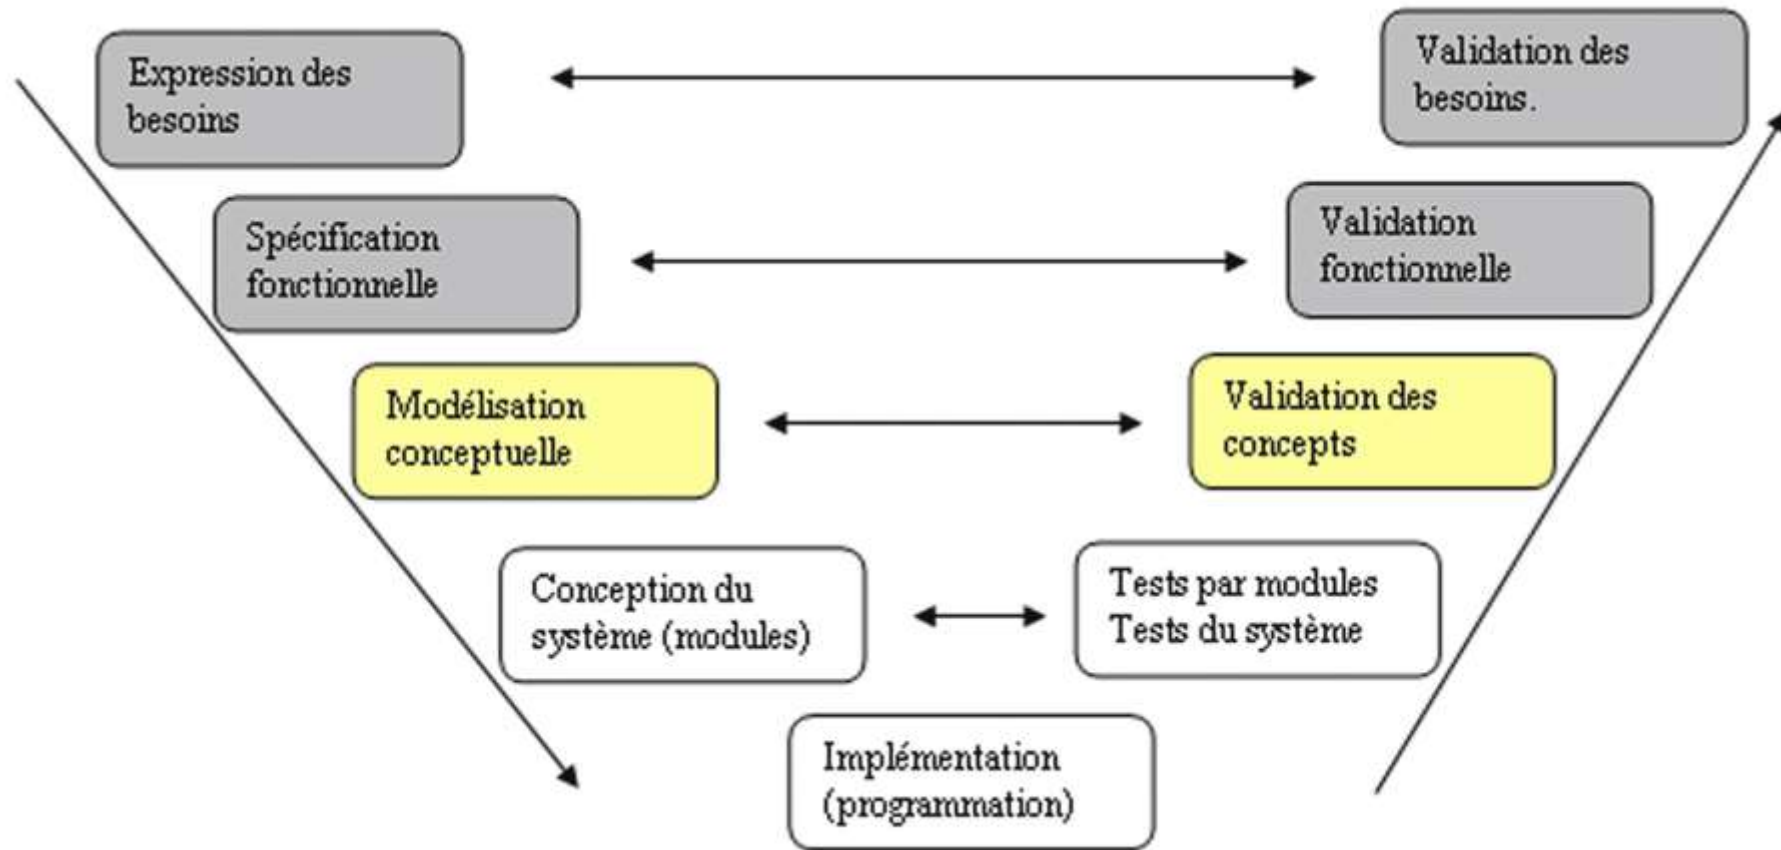 Expression des
besoins
Validation des
besoins.
Spécification
fonctionnelle
Validation
fonctionnelle
Modélisation
conceptuelle
Validation des
concepts
Conception du
système (modules)
Tests par modules
Tests du système
Implémentation
(programmation)